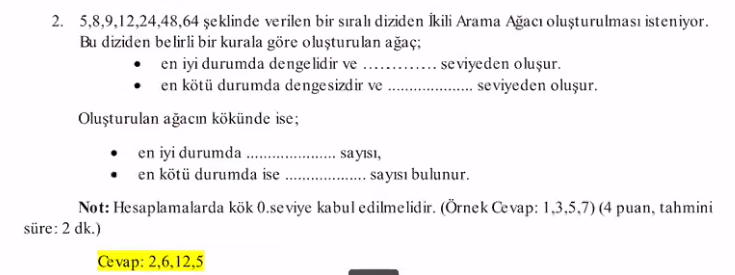 2. 5,8,9,12,24,48,64 şeklinde verilen bir sıralı diziden İkili Arama Ağacı oluşturulması isteniyor.
Bu diziden belirli bir kurala göre oluşturulan ağaç;
• en iyi durumda dengelidir ve ………….. seviyeden oluşur.
• en kötü durumda dengesizdir ve ..................... seviyeden oluşur.
Oluşturulan ağacın kökünde ise;
• en iyi durumda ...................... sayısı,
• en kötü durumda ise .................... sayısı bulunur.
Not: Hesaplamalarda kök 0.seviye kabul edilmelidir. (Örnek Cevap: 1,3,5,7) (4 puan, tahmini
süre: 2 dk.)
Cevap: 2,6,12,5